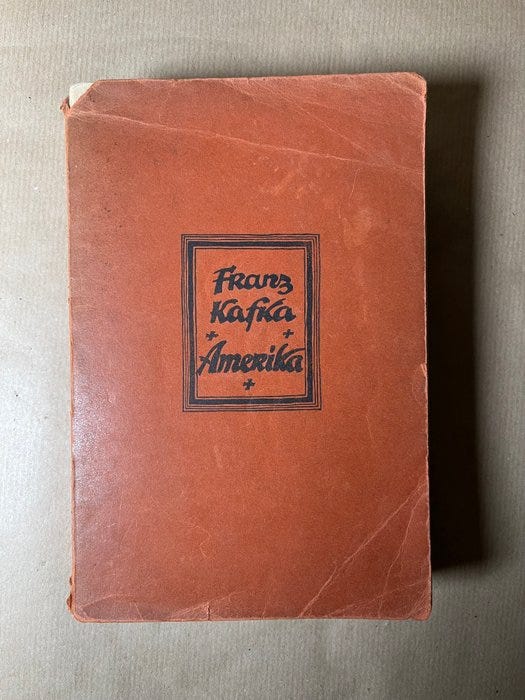 Franz
Kafka
+ +
Amerika
+